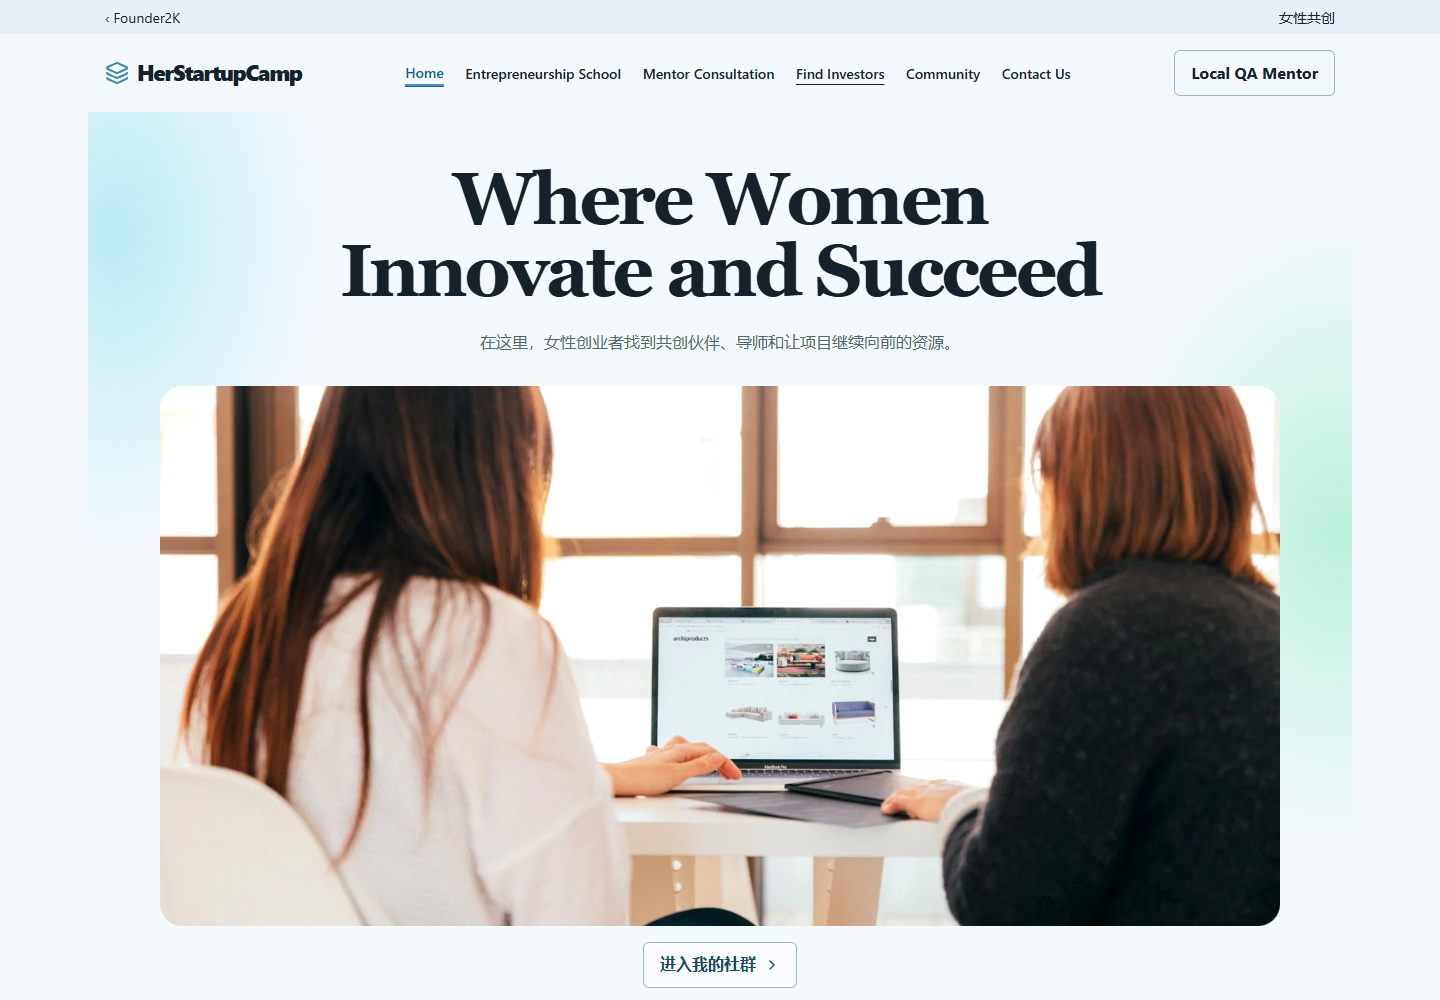 ‹ Founder2K
女性共创
HerStartupCamp
Home
Entrepreneurship School
Mentor Consultation
Find Investors
Community
Contact Us
Local QA Mentor
Where Women
Innovate and Succeed
在这里，女性创业者找到共创伙伴、导师和让项目继续向前的资源。
archiproducts
MacBook Pro
进入我的社群 ›